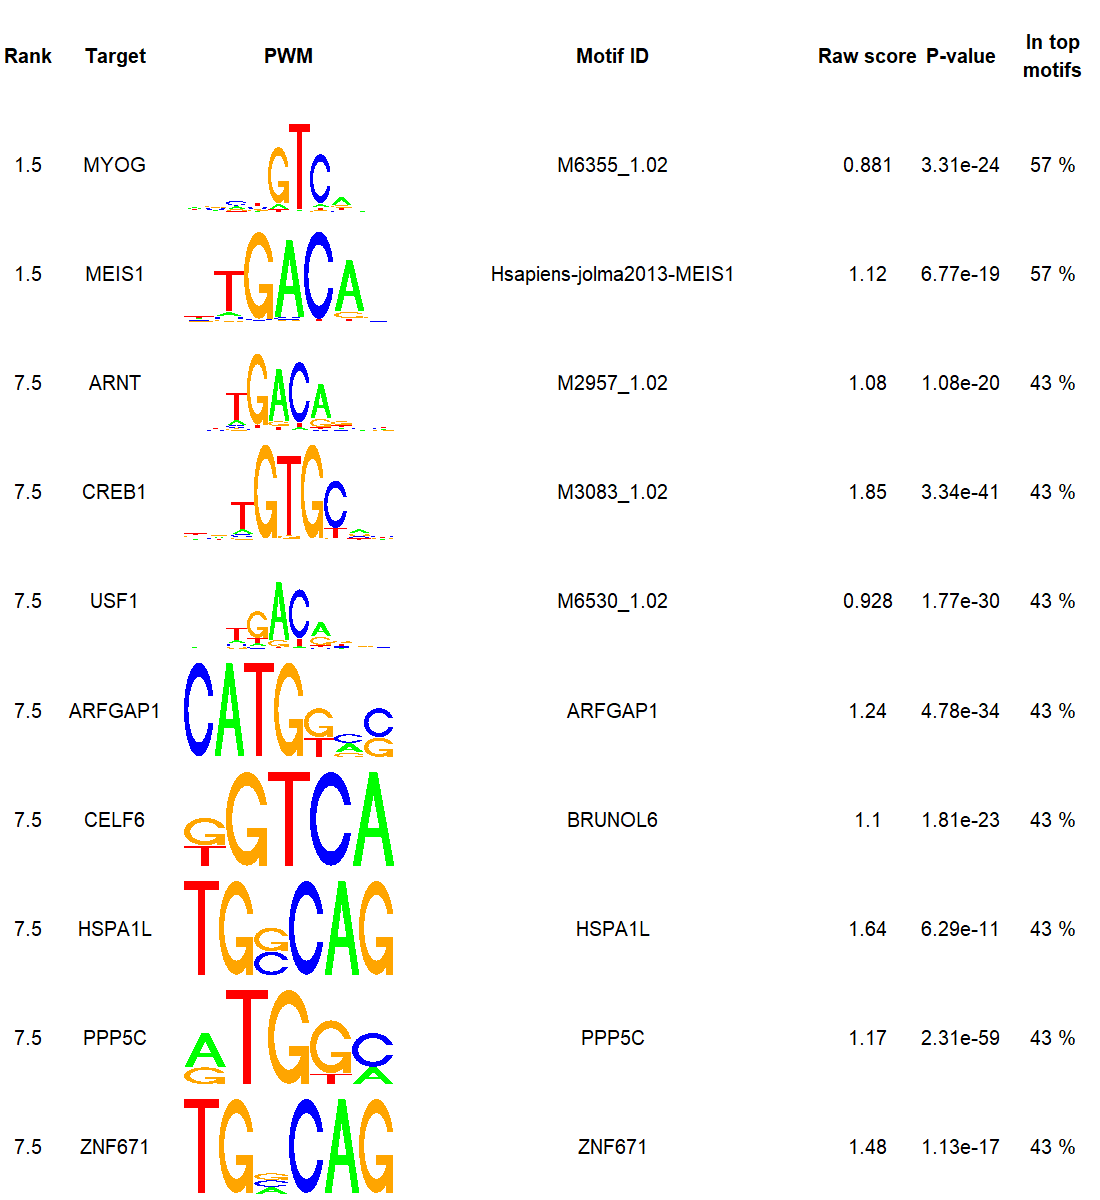 Rank Target PWM Motif ID Raw score P-value In top motifs
1.5 MYOG GTC M6355_1.02 0.881 3.31e-24 57 %
1.5 MEIS1 TGACA Hsapiens-jolma2013-MEIS1 1.12 6.77e-19 57 %
7.5 ARNT TGACA M2957_1.02 1.08 1.08e-20 43 %
7.5 CREB1 TGTGC M3083_1.02 1.85 3.34e-41 43 %
7.5 USF1 TGACA M6530_1.02 0.928 1.77e-30 43 %
7.5 ARFGAP1 CATGG ARFGAP1 1.24 4.78e-34 43 %
7.5 CELF6 GGTCA BRUNOL6 1.1 1.81e-23 43 %
7.5 HSPA1L TGGCAG HSPA1L 1.64 6.29e-11 43 %
7.5 PPP5C ATGGC PPP5C 1.17 2.31e-59 43 %
7.5 ZNF671 TGCAG ZNF671 1.48 1.13e-17 43 %